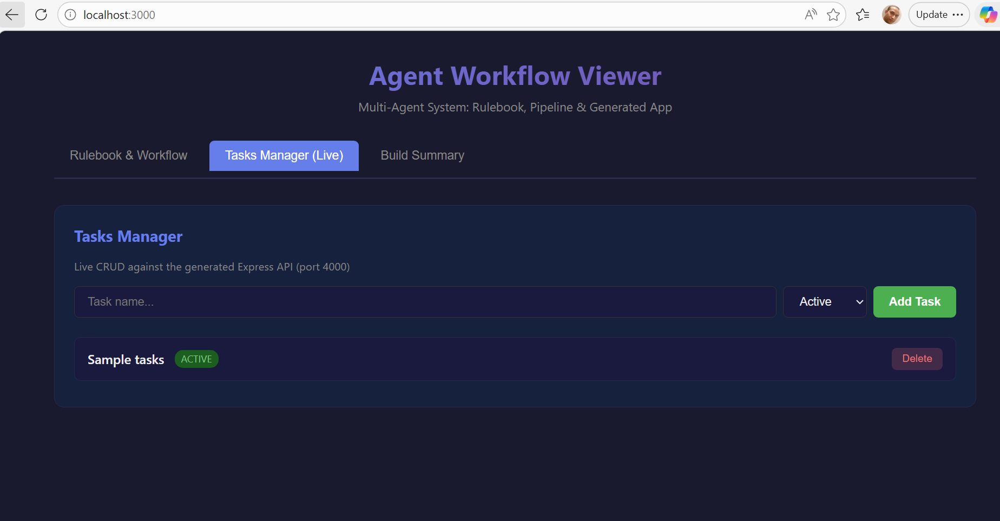 localhost:3000
Update
Agent Workflow Viewer
Multi-Agent System: Rulebook, Pipeline & Generated App
Rulebook & Workflow
Tasks Manager (Live)
Build Summary
Tasks Manager
Live CRUD against the generated Express API (port 4000)
Task name...
Active
Add Task
Sample tasks
ACTIVE
Delete